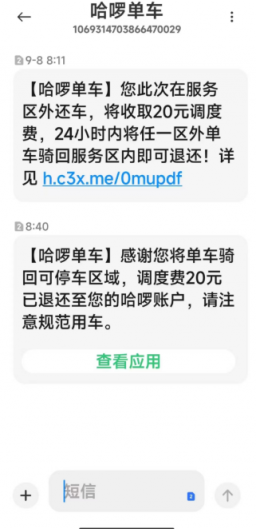 哈啰单车
1069314703866470029
9-8 8:11
【哈啰单车】您此次在服务
区外还车，将收取20元调度
费，24小时内将任一区外单
车骑回服务区内即可退还！详
见 h.c3x.me/0mupdf
8:40
【哈啰单车】感谢您将单车骑
回可停车区域，调度费20元
已退还至您的哈啰账户，请注
意规范用车。
查看应用
短信